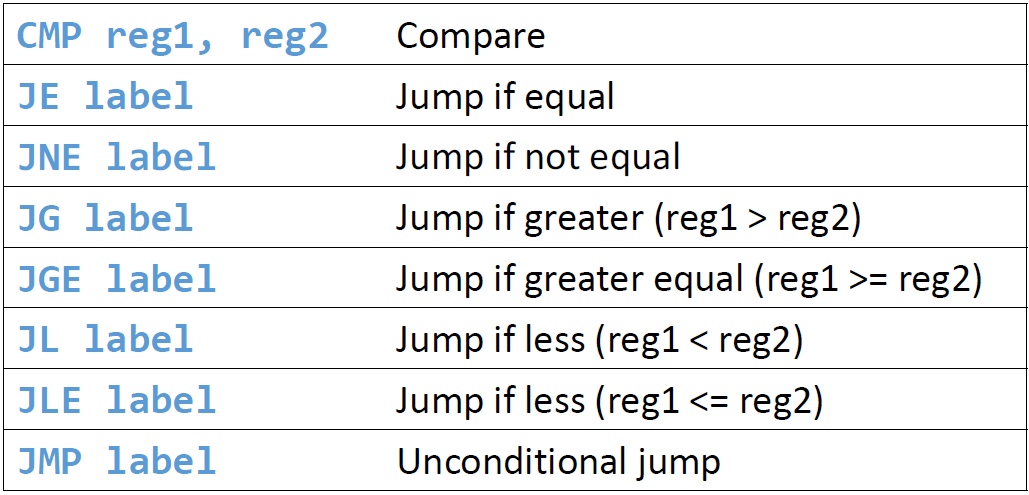 CMP reg1, reg2 Compare
JE label Jump if equal
JNE label Jump if not equal
JG label Jump if greater (reg1 > reg2)
JGE label Jump if greater equal (reg1 >= reg2)
JL label Jump if less (reg1 < reg2)
JLE label Jump if less (reg1 <= reg2)
JMP label Unconditional jump